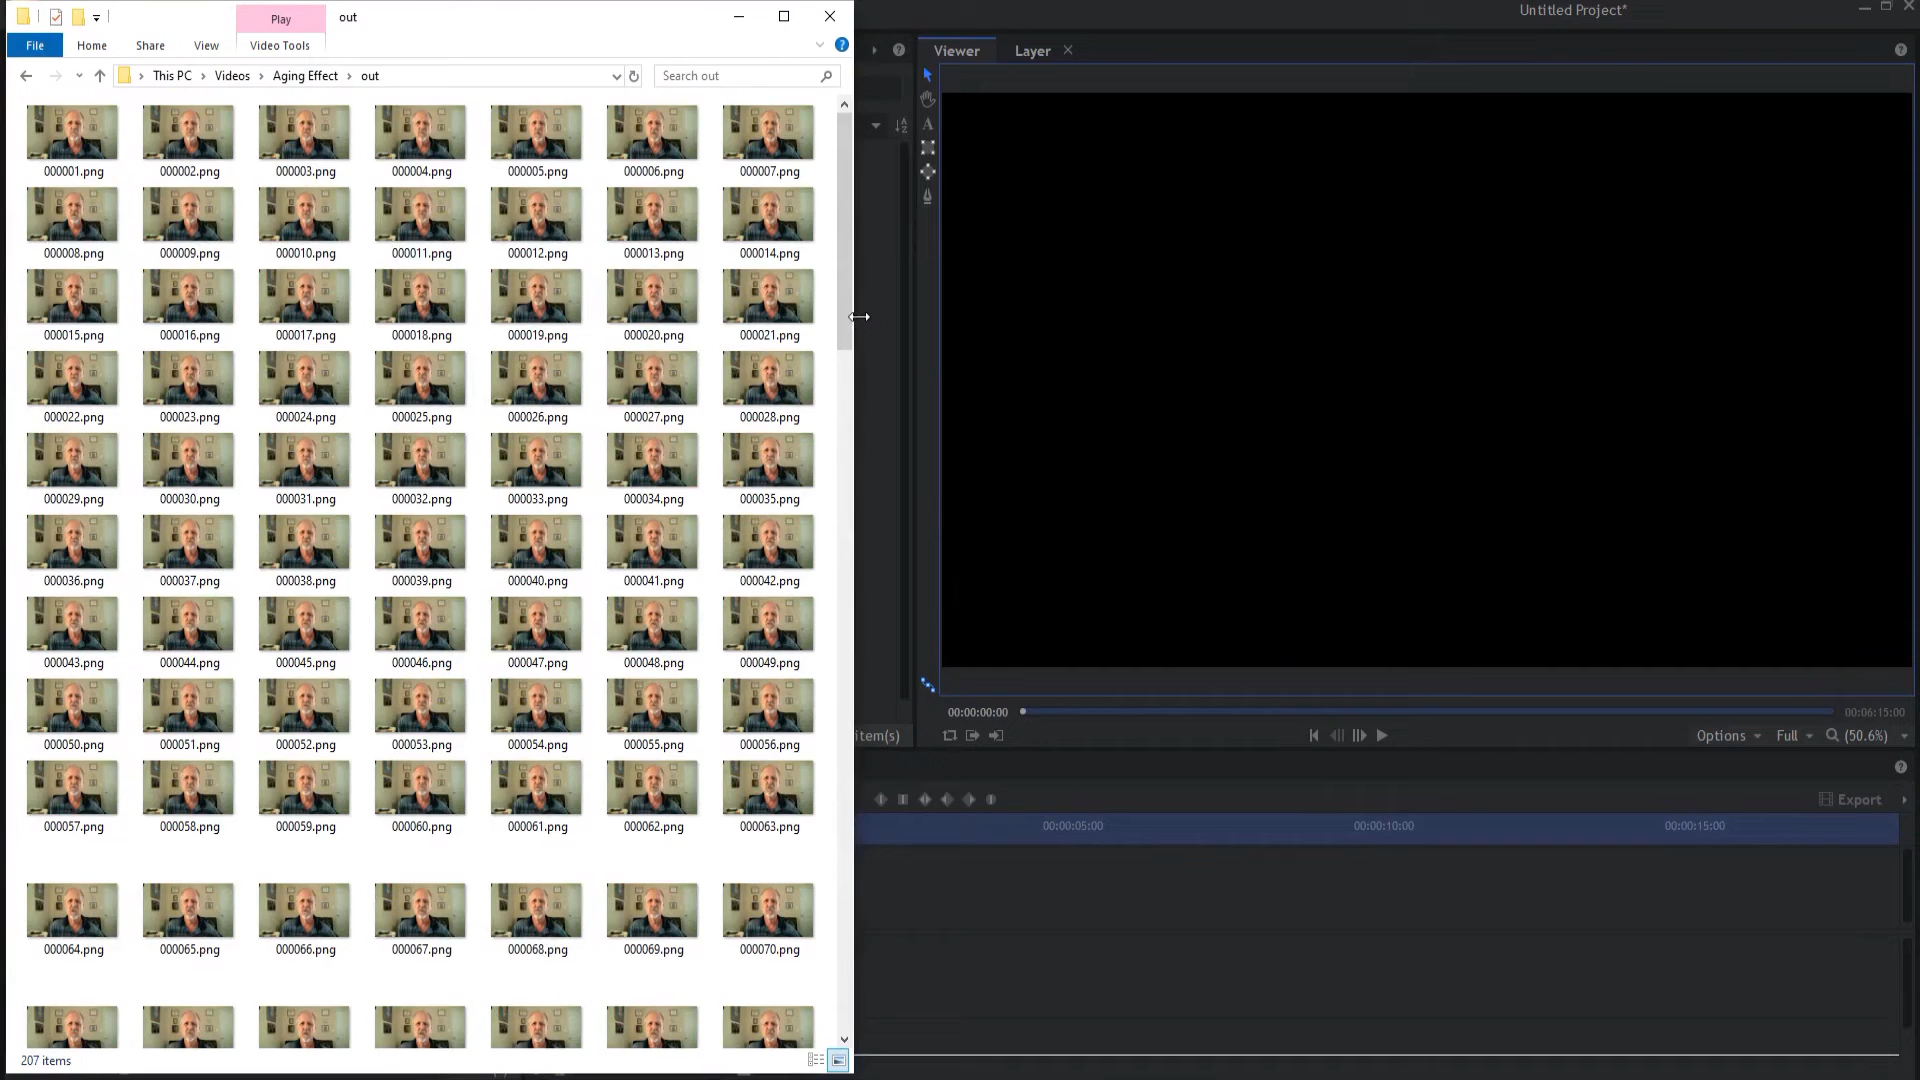 Play
out
Untitled Project*
File
Home
Share
View
Video Tools
Viewer
Layer
This PC
Videos
Aging Effect
out
Search out
000001.png
000002.png
000003.png
000004.png
000005.png
000006.png
000007.png
000008.png
000009.png
000010.png
000011.png
000012.png
000013.png
000014.png
000015.png
000016.png
000017.png
000018.png
000019.png
000020.png
000021.png
000022.png
000023.png
000024.png
000025.png
000026.png
000027.png
000028.png
000029.png
000030.png
000031.png
000032.png
000033.png
000034.png
000035.png
000036.png
000037.png
000038.png
000039.png
000040.png
000041.png
000042.png
000043.png
000044.png
000045.png
000046.png
000047.png
000048.png
000049.png
000050.png
000051.png
000052.png
000053.png
000054.png
000055.png
000056.png
000057.png
000058.png
000059.png
000060.png
000061.png
000062.png
000063.png
000064.png
000065.png
000066.png
000067.png
000068.png
000069.png
000070.png
207 items
00:00:00:00
00:06:15:00
item(s)
Options
Full
(50.6%)
Export
00:00:05:00
00:00:10:00
00:00:15:00